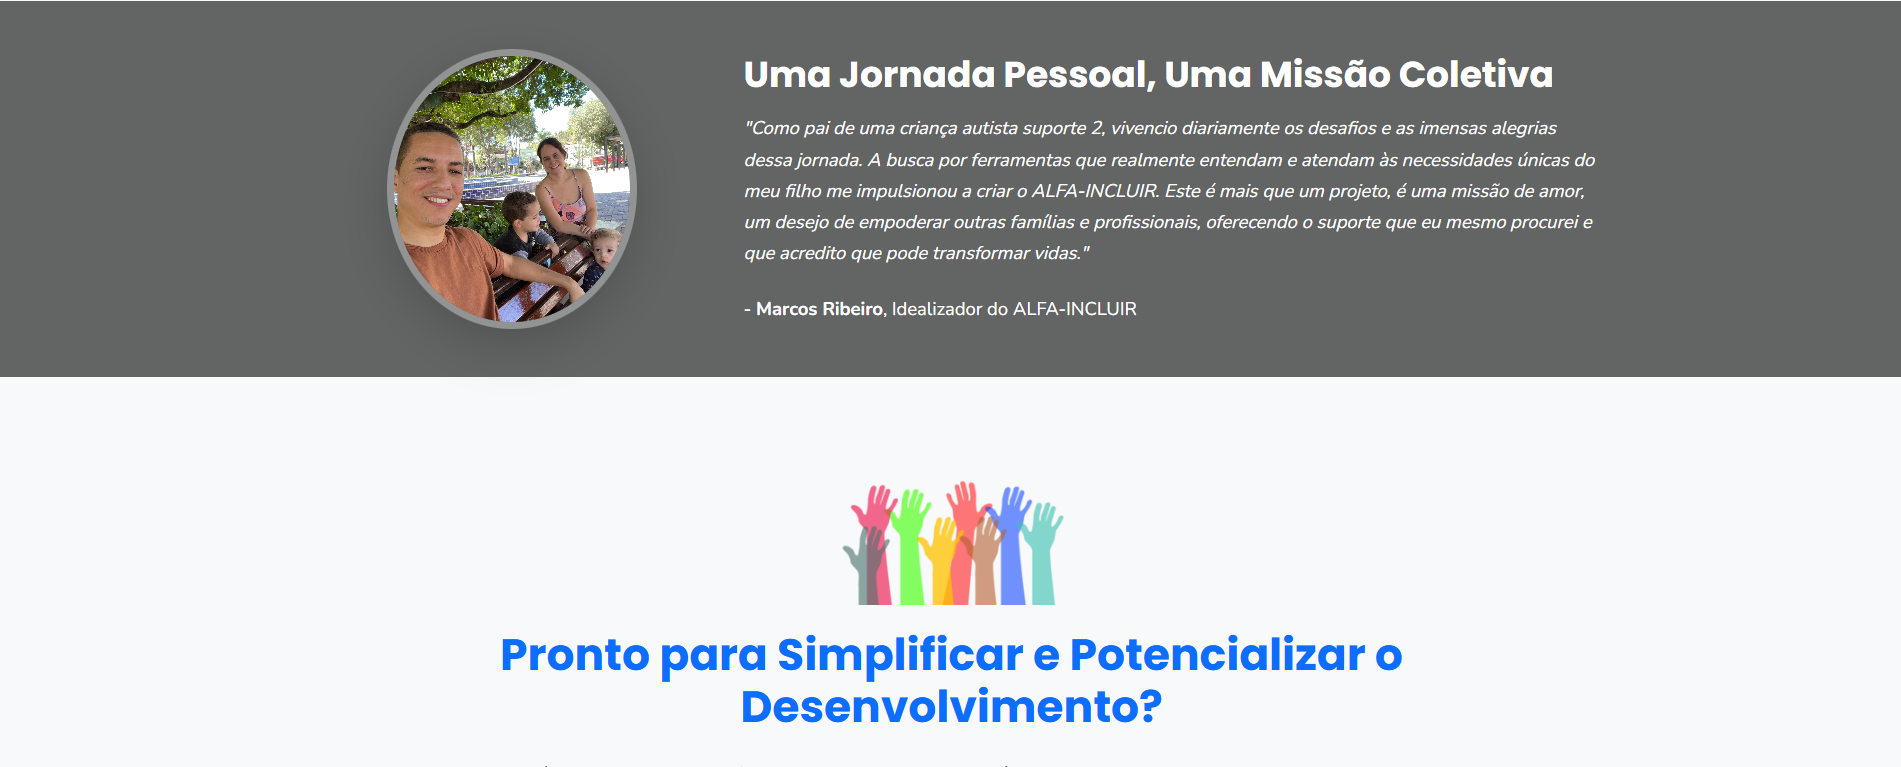 Uma Jornada Pessoal, Uma Missão Coletiva
"Como pai de uma criança autista suporte 2, vivencio diariamente os desafios e as imensas alegrias
dessa jornada. A busca por ferramentas que realmente entendam e atendam às necessidades únicas do
meu filho me impulsionou a criar o ALFA-INCLUIR. Este é mais que um projeto, é uma missão de amor,
um desejo de empoderar outras famílias e profissionais, oferecendo o suporte que eu mesmo procurei e
que acredito que pode transformar vidas."
- Marcos Ribeiro, Idealizador do ALFA-INCLUIR
Pronto para Simplificar e Potencializar o
Desenvolvimento?